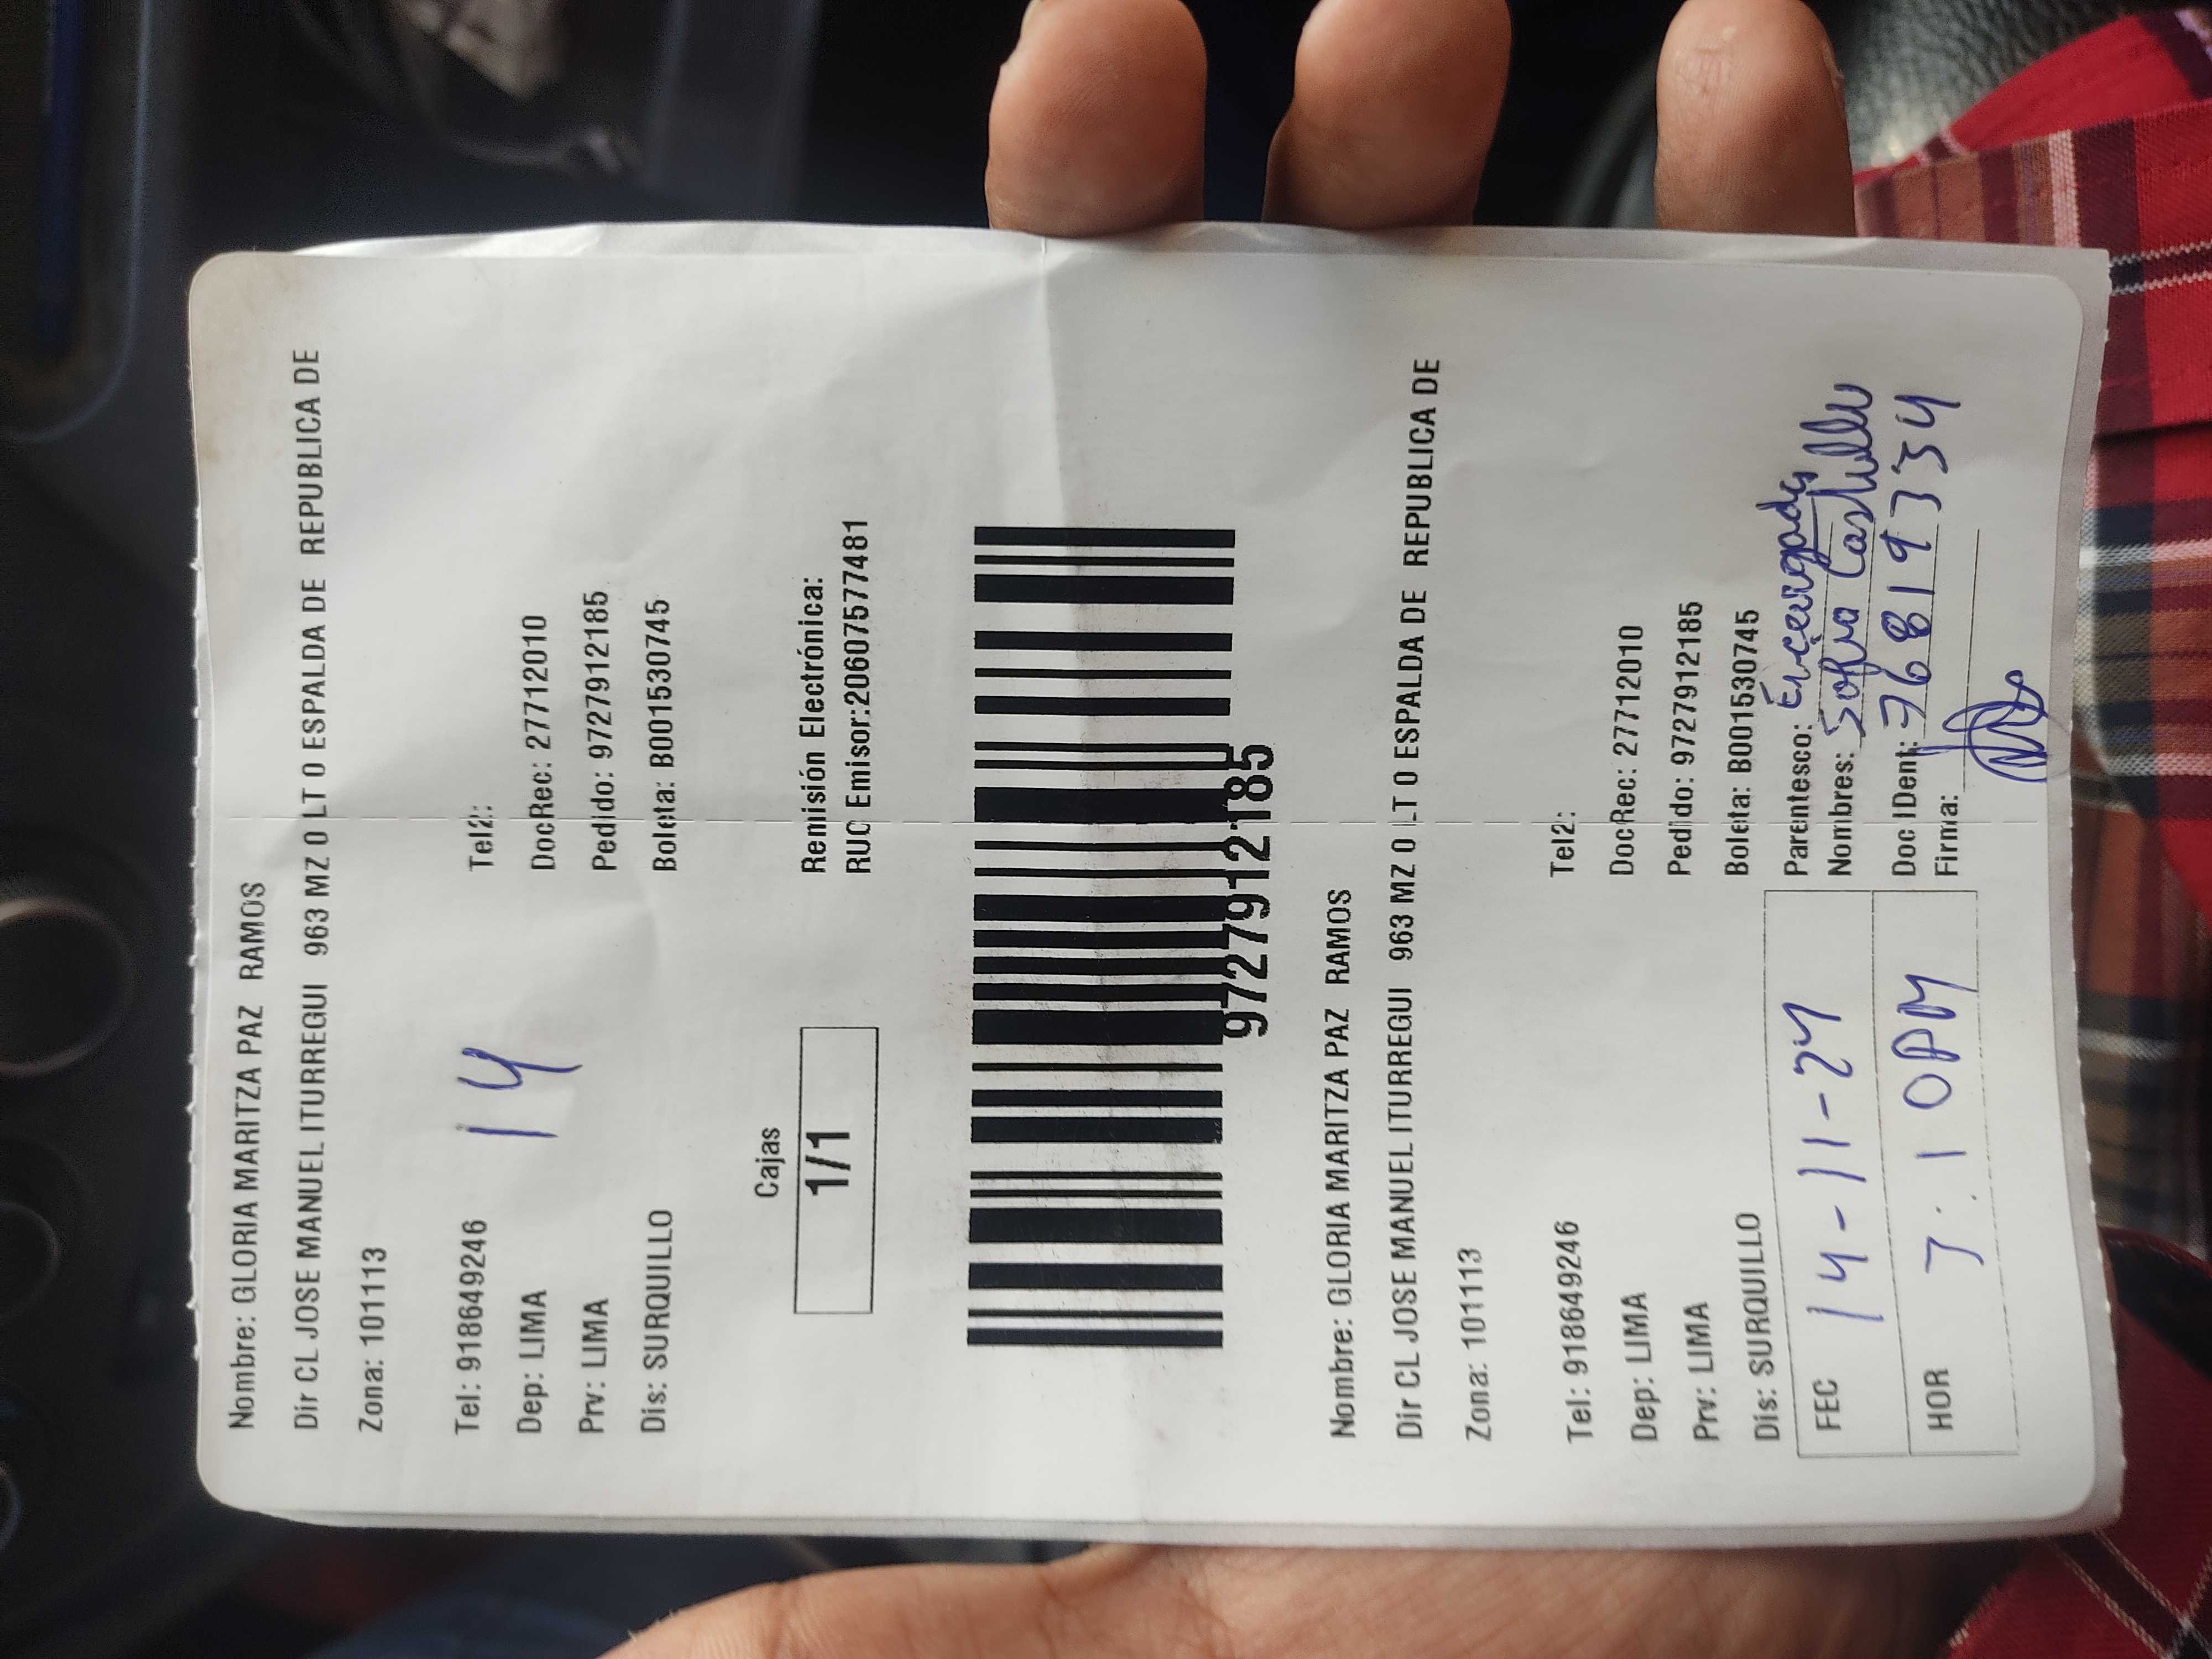 Nombre: GLORIA MARITZA PAZ RAMOS
Dir CL JOSE MANUEL ITURREGUI 963 MZ 0 LT 0 ESPALDA DE REPUBLICA DE
Zona: 101113
Tel: 918649246 14 Tel2:
Dep: LIMA DocRec: 27712010
Prv: LIMA Pedido: 9727912185
Dis: SURQUILLO Boleta: B001530745
Cajas
1/1
Remisión Electrónica:
RUC Emisor:20607577481
9727912185
Nombre: GLORIA MARITZA PAZ RAMOS
Dir CL JOSE MANUEL ITURREGUI 963 MZ 0 LT 0 ESPALDA DE REPUBLICA DE
Zona: 101113
Tel: 918649246 Tel2:
Dep: LIMA DocRec: 27712010
Prv: LIMA Pedido: 9727912185
Dis: SURQUILLO Boleta: B001530745
FEC 14-11-24
HOR 7:10PM
Parentesco: Encargada
Nombres: Sofia Castillo
Doc IDent: 76819734
Firma: